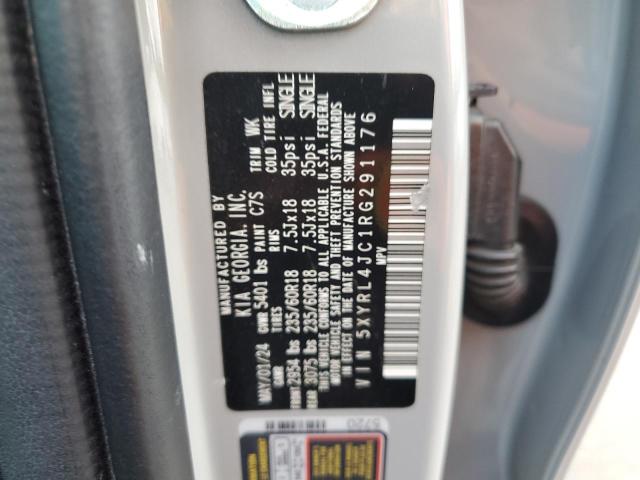 MANUFACTURED BY
KIA GEORGIA, INC.
MAY/01/24 GVWR 5401 lbs PAINT C7S TRIM WK
GAWR TIRES RIMS COLD TIRE INFL
FRONT 2954 lbs 235/60R18 7.5Jx18 35psi SINGLE
REAR 3075 lbs 235/60R18 7.5Jx18 35psi SINGLE
THIS VEHICLE CONFORMS TO ALL APPLICABLE U.S.A. FEDERAL
MOTOR VEHICLE SAFETY AND THEFT PREVENTION STANDARDS
IN EFFECT ON THE DATE OF MANUFACTURE SHOWN ABOVE
VIN 5XYRL4JC1RG291176
MPV
5720